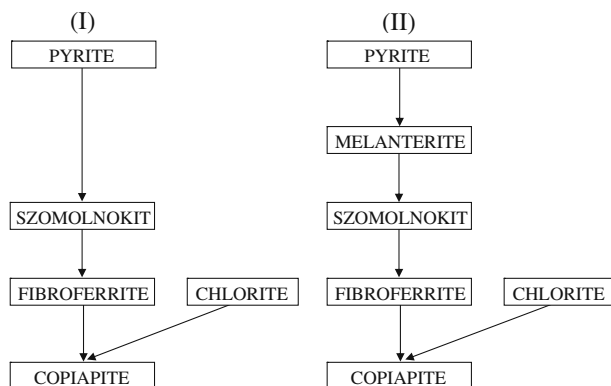 (I) (II)
PYRITE PYRITE
MELANTERITE
SZOMOLNOKIT SZOMOLNOKIT
FIBROFERRITE CHLORITE FIBROFERRITE CHLORITE
COPIAPITE COPIAPITE